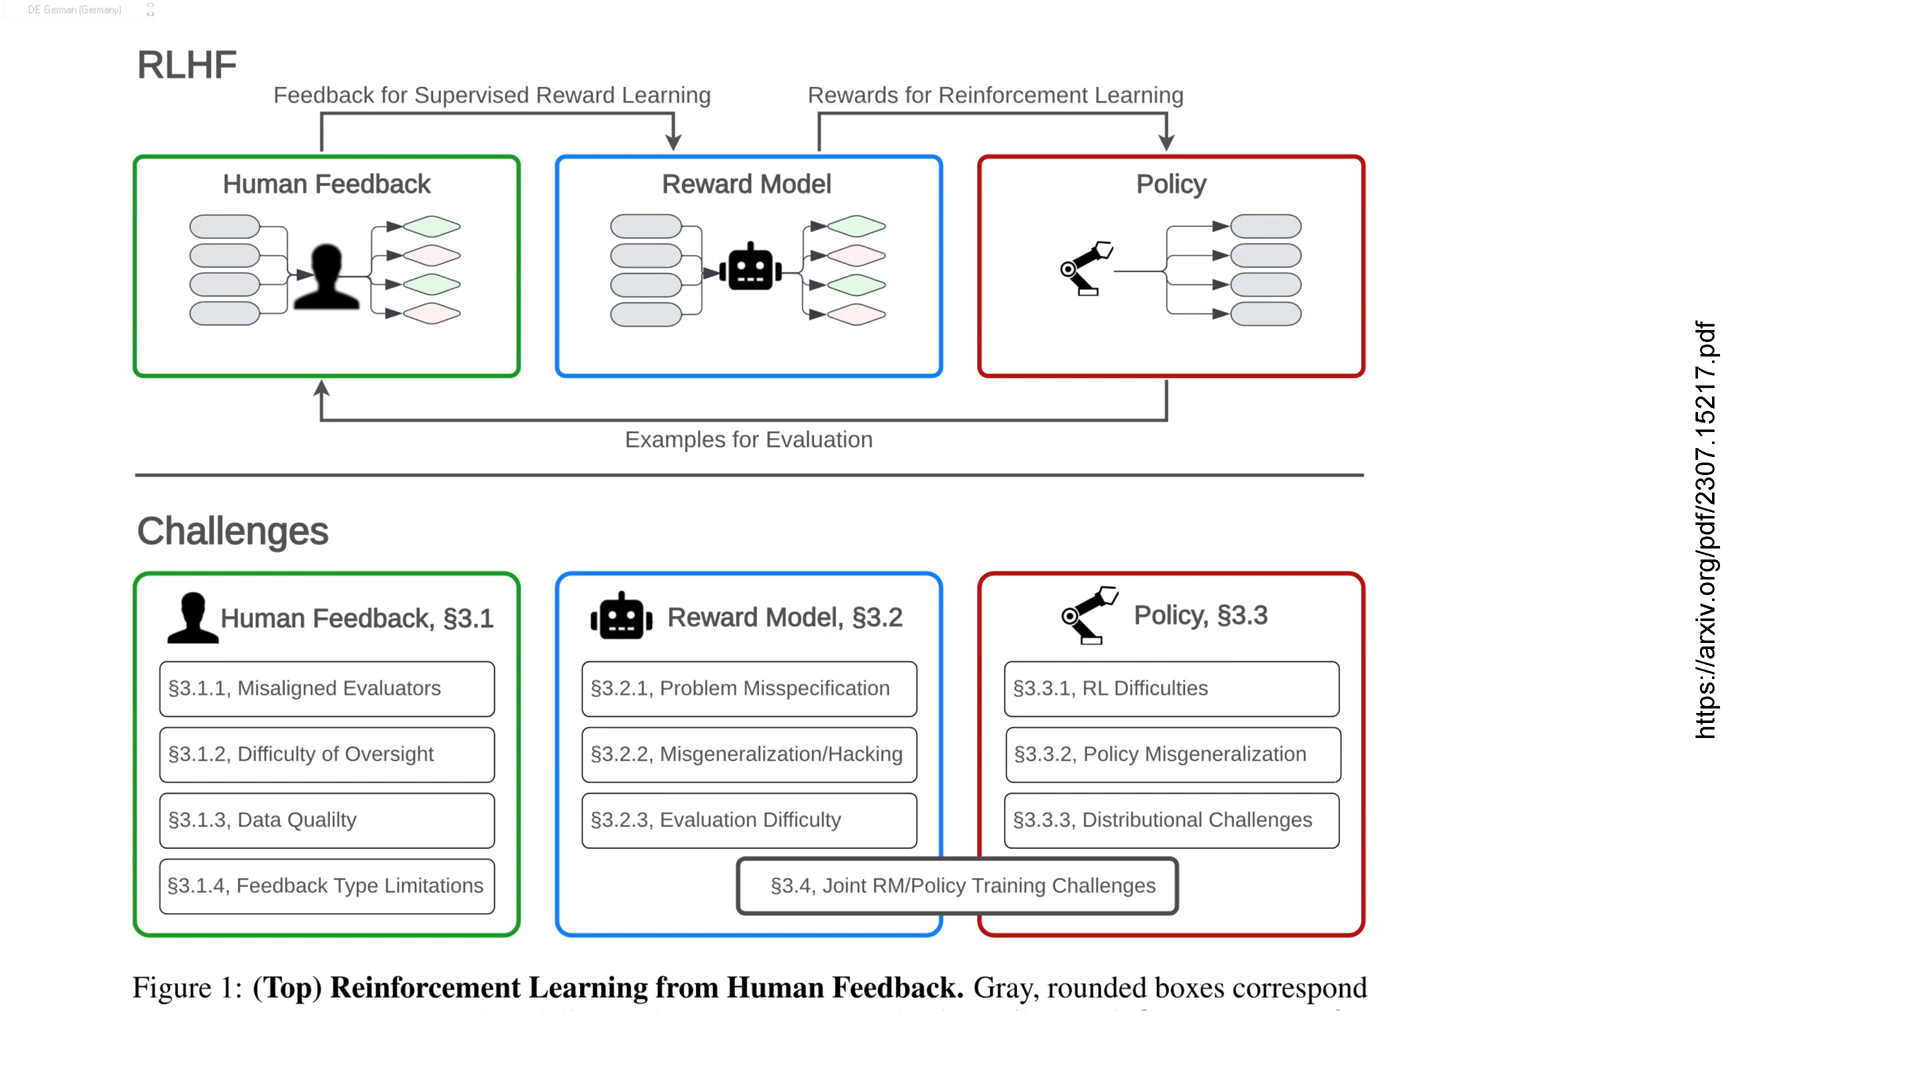 DE German (Germany)
RLHF
Feedback for Supervised Reward Learning
Rewards for Reinforcement Learning
Human Feedback
Reward Model
Policy
Examples for Evaluation
Challenges
Human Feedback, §3.1
§3.1.1, Misaligned Evaluators
§3.1.2, Difficulty of Oversight
§3.1.3, Data Qualilty
§3.1.4, Feedback Type Limitations
Reward Model, §3.2
§3.2.1, Problem Misspecification
§3.2.2, Misgeneralization/Hacking
§3.2.3, Evaluation Difficulty
Policy, §3.3
§3.3.1, RL Difficulties
§3.3.2, Policy Misgeneralization
§3.3.3, Distributional Challenges
§3.4, Joint RM/Policy Training Challenges
Figure 1: (Top) Reinforcement Learning from Human Feedback. Gray, rounded boxes correspond
https://arxiv.org/pdf/2307.15217.pdf